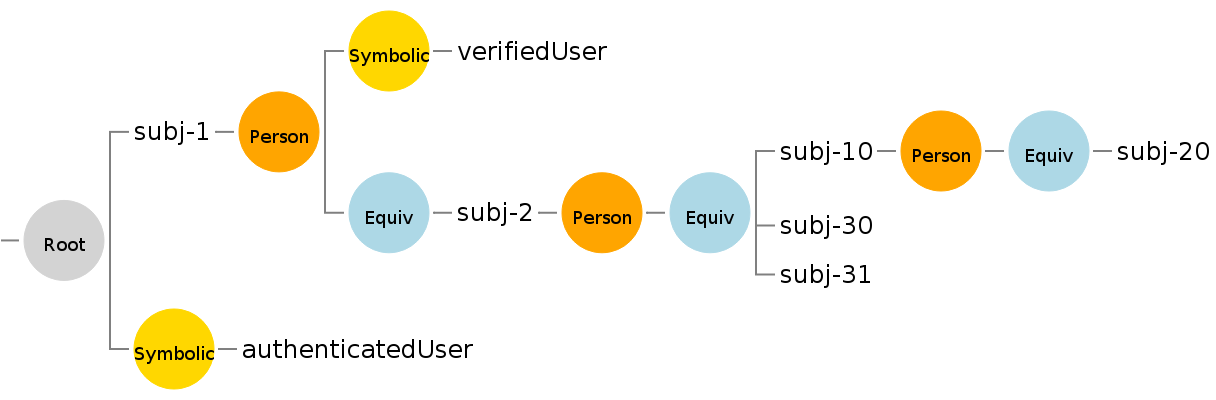 Symbolic verifiedUser
subj-1 Person
subj-10 Person Equiv subj-20
Equiv subj-2 Person Equiv
subj-30
Root
subj-31
Symbolic authenticatedUser